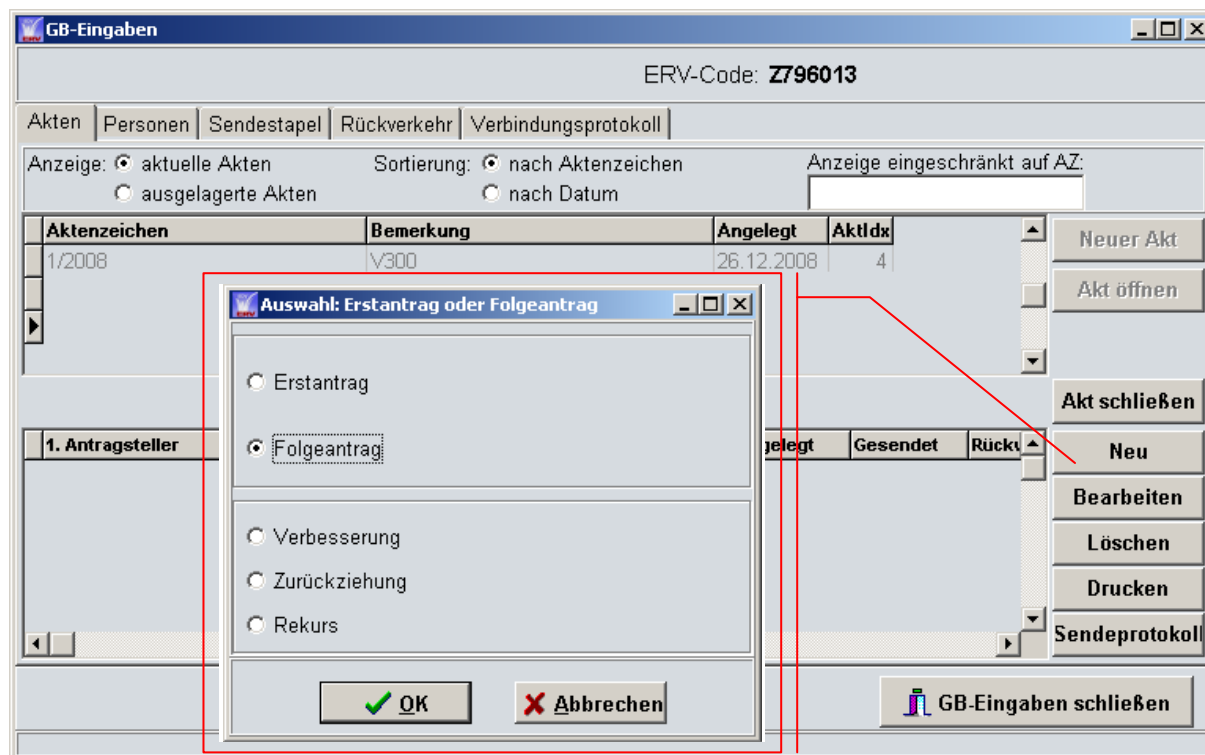 GB-Eingaben
ERV-Code: Z796013
Akten Personen Sendestapel Rückverkehr Verbindungsprotokoll
Anzeige: aktuelle Akten Sortierung: nach Aktenzeichen Anzeige eingeschränkt auf AZ:
ausgelagerte Akten nach Datum
Aktenzeichen Bemerkung Angelegt AktIdx
Neuer Akt
1/2008 V300 26.12.2008 4
Akt öffnen
Auswahl: Erstantrag oder Folgeantrag
Erstantrag
Folgeantrag
Verbesserung
Zurückziehung
Rekurs
OK Abbrechen
Akt schließen
1. Antragsteller gelegt Gesendet Rückv
Neu
Bearbeiten
Löschen
Drucken
Sendeprotokoll
GB-Eingaben schließen